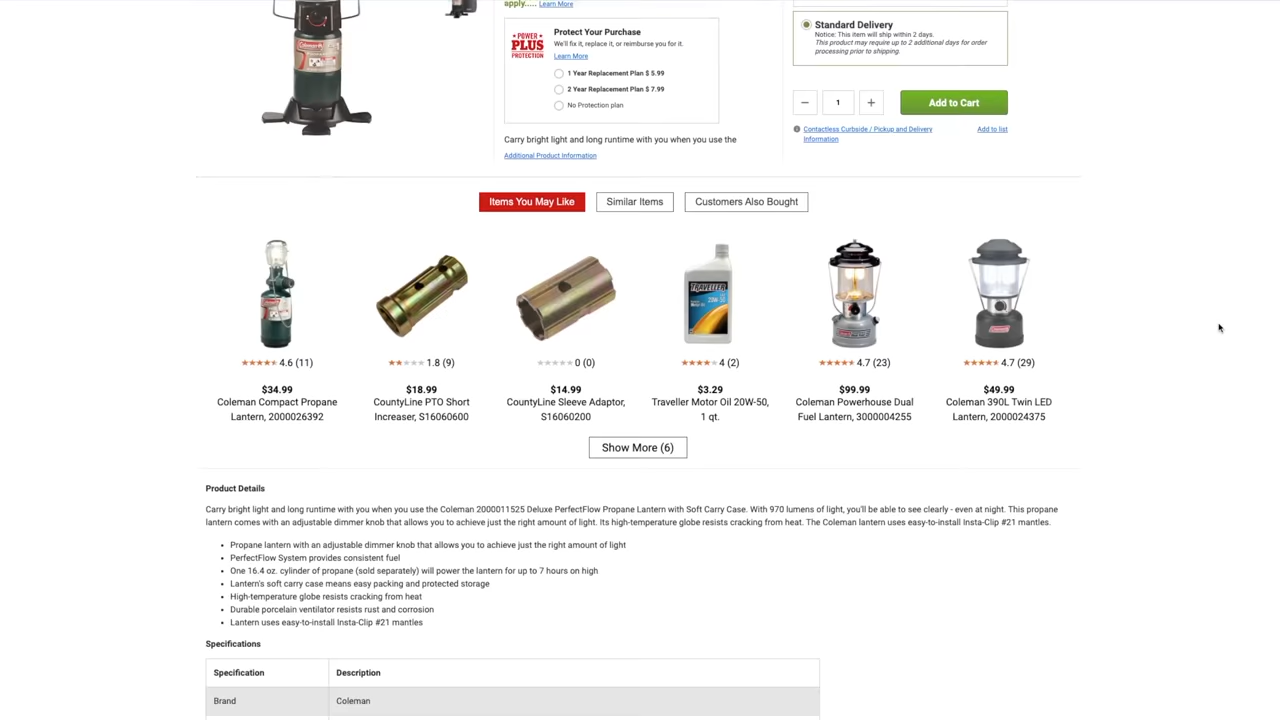 apply..... Learn More
Protect Your Purchase
We'll fix it, replace it, or reimburse you for it.
Learn More
1 Year Replacement Plan $ 5.99
2 Year Replacement Plan $ 7.99
No Protection plan
POWER
PLUS
PROTECTION
Carry bright light and long runtime with you when you use the
Additional Product Information
Standard Delivery
Notice: This item will ship within 2 days.
This product may require up to 2 additional days for order
processing prior to shipping.
1
Add to Cart
Contactless Curbside / Pickup and Delivery
Information
Add to list
Items You May Like
Similar Items
Customers Also Bought
4.6 (11)
$34.99
Coleman Compact Propane
Lantern, 2000026392
1.8 (9)
$18.99
CountyLine PTO Short
Increaser, S16060600
0 (0)
$14.99
CountyLine Sleeve Adaptor,
S16060200
TRAVELLER
4 (2)
$3.29
Traveller Motor Oil 20W-50,
1 qt.
4.7 (23)
$99.99
Coleman Powerhouse Dual
Fuel Lantern, 3000004255
4.7 (29)
$49.99
Coleman 390L Twin LED
Lantern, 2000024375
Show More (6)
Product Details
Carry bright light and long runtime with you when you use the Coleman 2000011525 Deluxe PerfectFlow Propane Lantern with Soft Carry Case. With 970 lumens of light, you'll be able to see clearly - even at night. This propane
lantern comes with an adjustable dimmer knob that allows you to achieve just the right amount of light. Its high-temperature globe resists cracking from heat. The Coleman lantern uses easy-to-install Insta-Clip #21 mantles.
Propane lantern with an adjustable dimmer knob that allows you to achieve just the right amount of light
PerfectFlow System provides consistent fuel
One 16.4 oz. cylinder of propane (sold separately) will power the lantern for up to 7 hours on high
Lantern's soft carry case means easy packing and protected storage
High-temperature globe resists cracking from heat
Durable porcelain ventilator resists rust and corrosion
Lantern uses easy-to-install Insta-Clip #21 mantles
Specifications
Specification Description
Brand Coleman